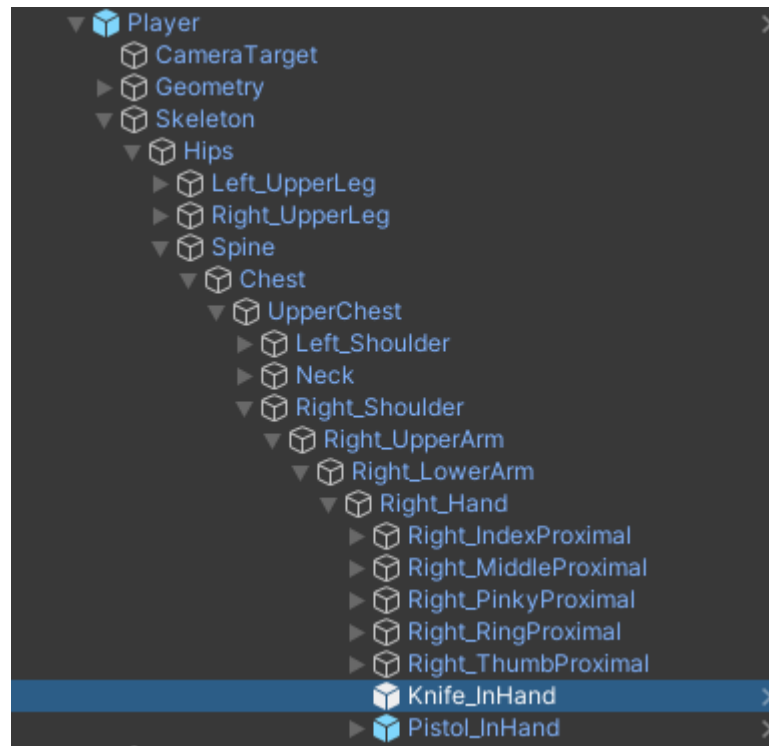 Player
CameraTarget
Geometry
Skeleton
Hips
Left_UpperLeg
Right_UpperLeg
Spine
Chest
UpperChest
Left_Shoulder
Neck
Right_Shoulder
Right_UpperArm
Right_LowerArm
Right_Hand
Right_IndexProximal
Right_MiddleProximal
Right_PinkyProximal
Right_RingProximal
Right_ThumbProximal
Knife_InHand
Pistol_InHand